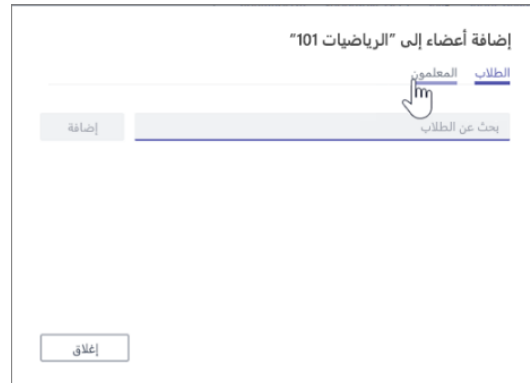 إضافة أعضاء إلى "الرياضيات 101"
الطلاب المعلمون
بحث عن الطلاب إضافة
إغلاق